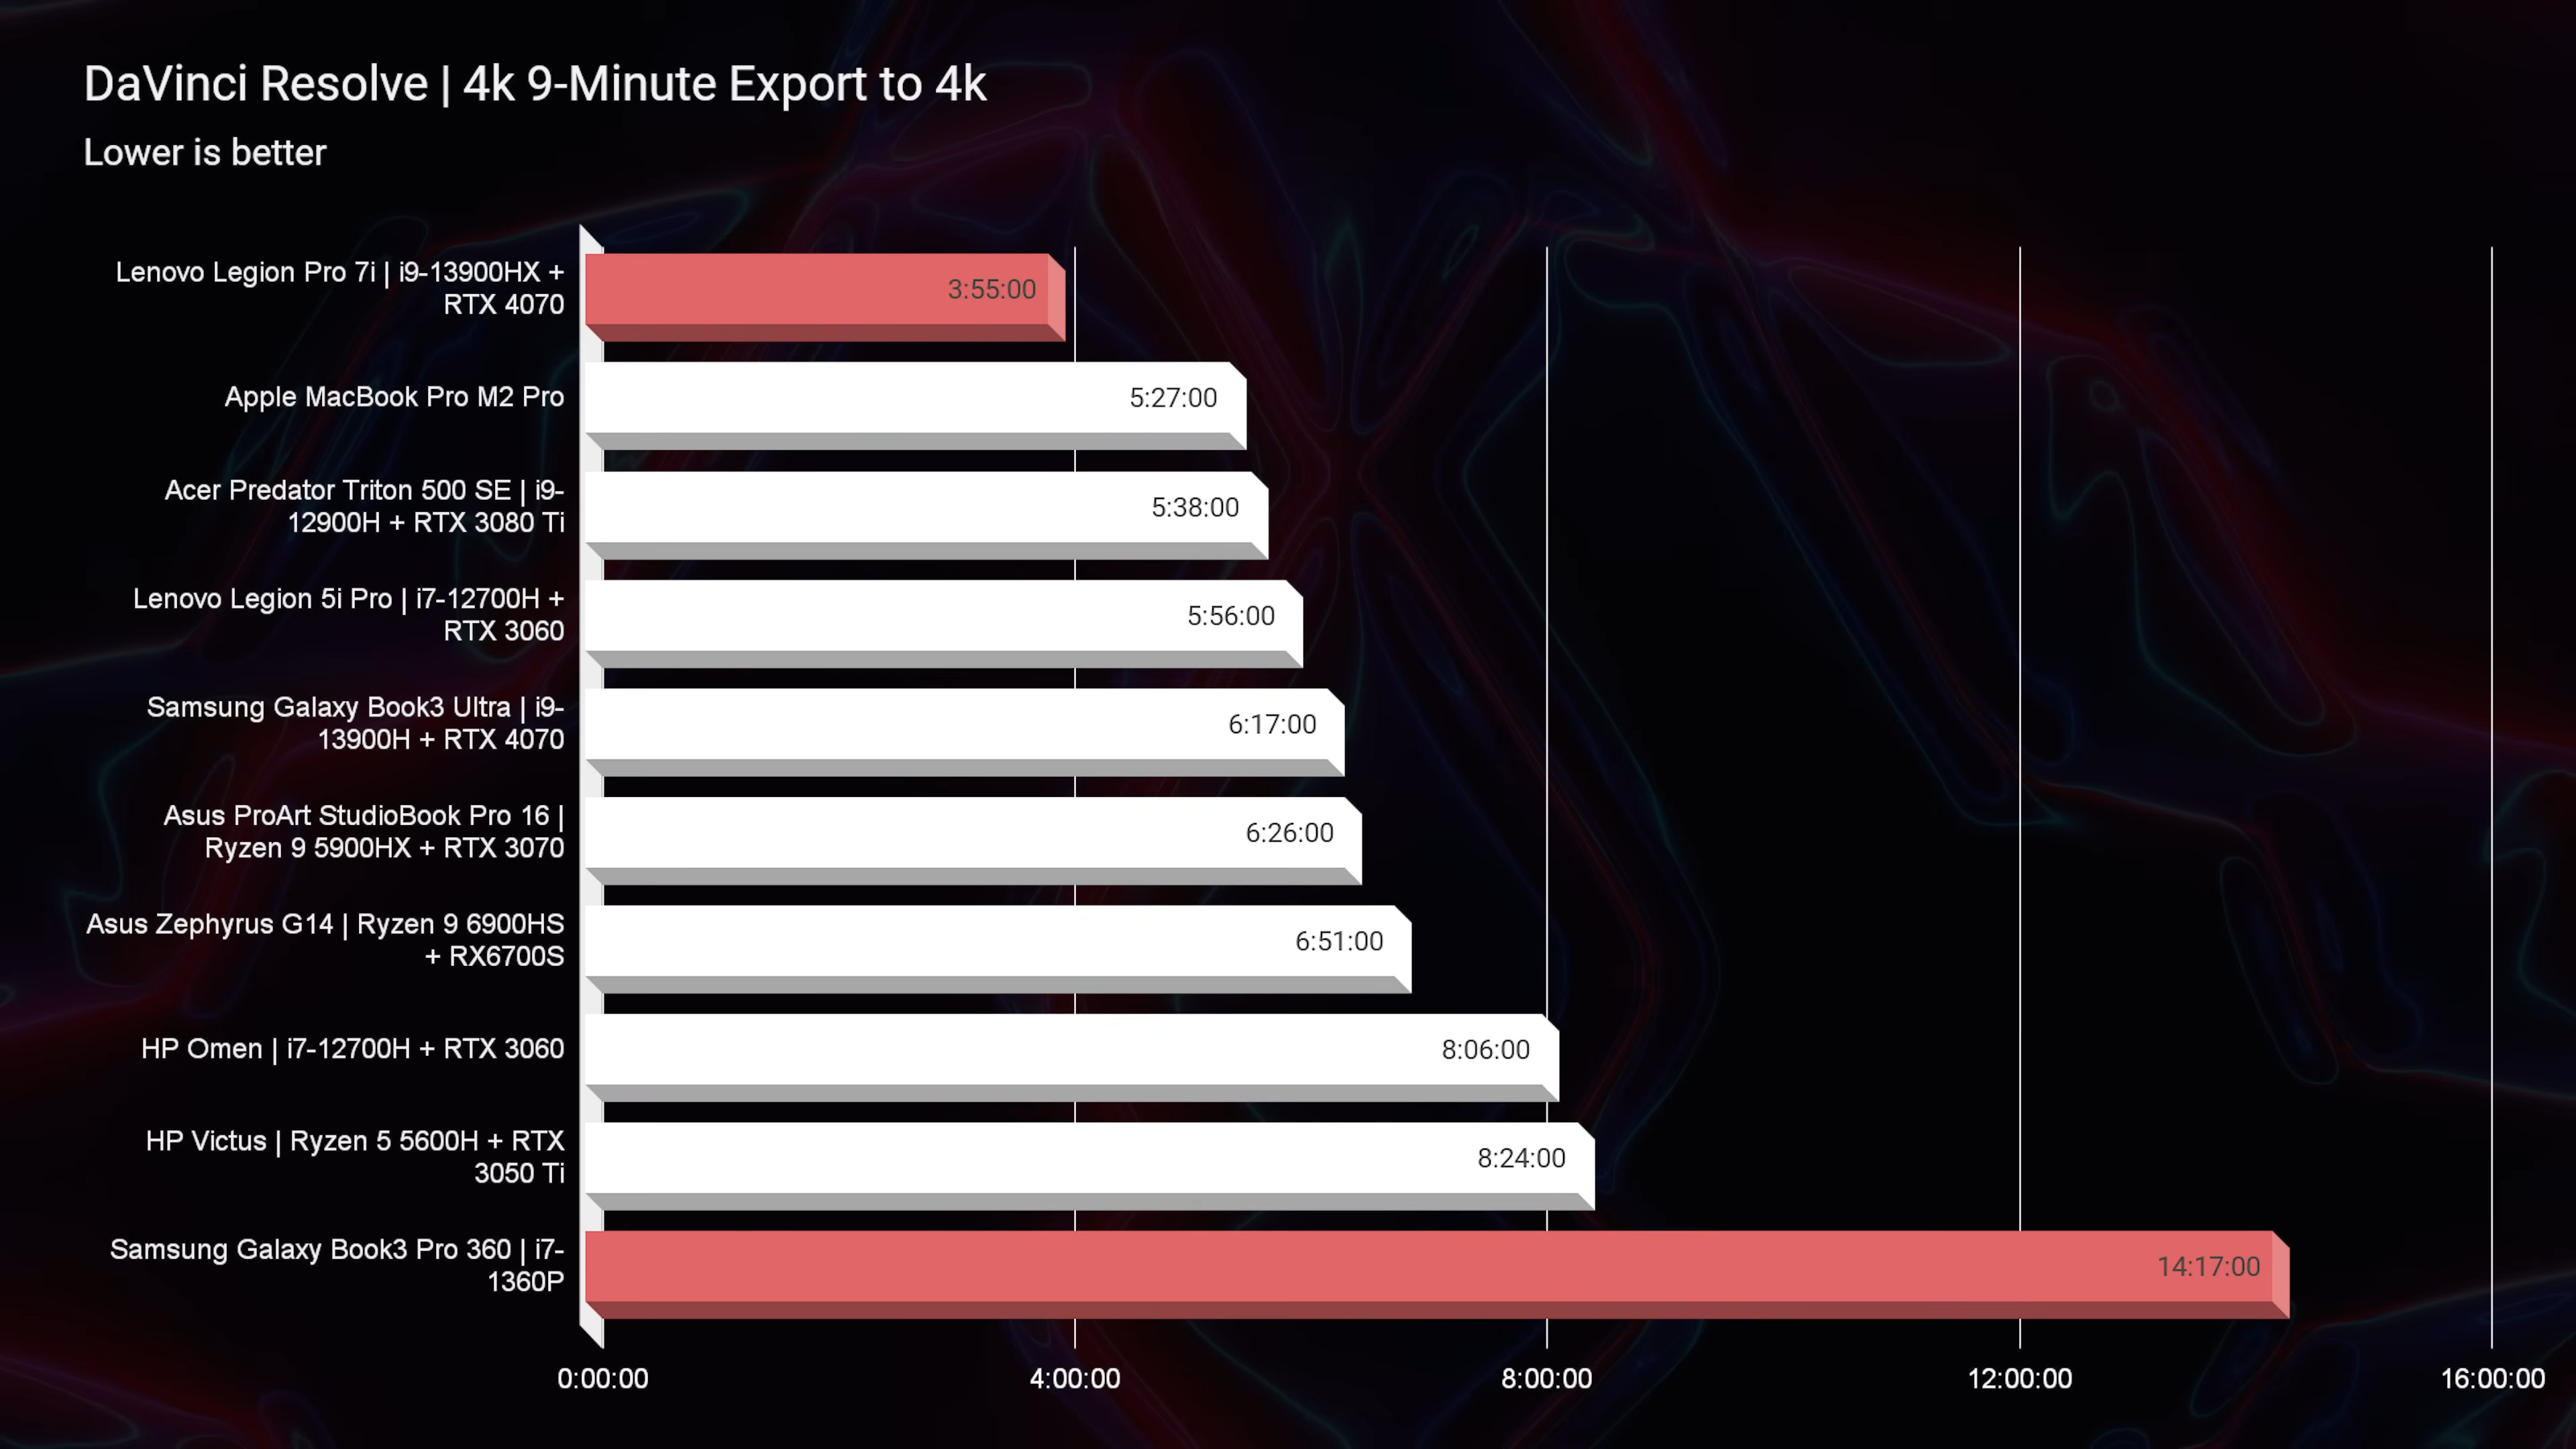 DaVinci Resolve | 4k 9-Minute Export to 4k
Lower is better
Lenovo Legion Pro 7i | i9-13900HX +
RTX 4070
3:55:00
Apple MacBook Pro M2 Pro
5:27:00
Acer Predator Triton 500 SE | i9-
12900H + RTX 3080 Ti
5:38:00
Lenovo Legion 5i Pro | i7-12700H +
RTX 3060
5:56:00
Samsung Galaxy Book3 Ultra | i9-
13900H + RTX 4070
6:17:00
Asus ProArt StudioBook Pro 16 |
Ryzen 9 5900HX + RTX 3070
6:26:00
Asus Zephyrus G14 | Ryzen 9 6900HS
+ RX6700S
6:51:00
HP Omen | i7-12700H + RTX 3060
8:06:00
HP Victus | Ryzen 5 5600H + RTX
3050 Ti
8:24:00
Samsung Galaxy Book3 Pro 360 | i7-
1360P
14:17:00
0:00:00
4:00:00
8:00:00
12:00:00
16:00:00